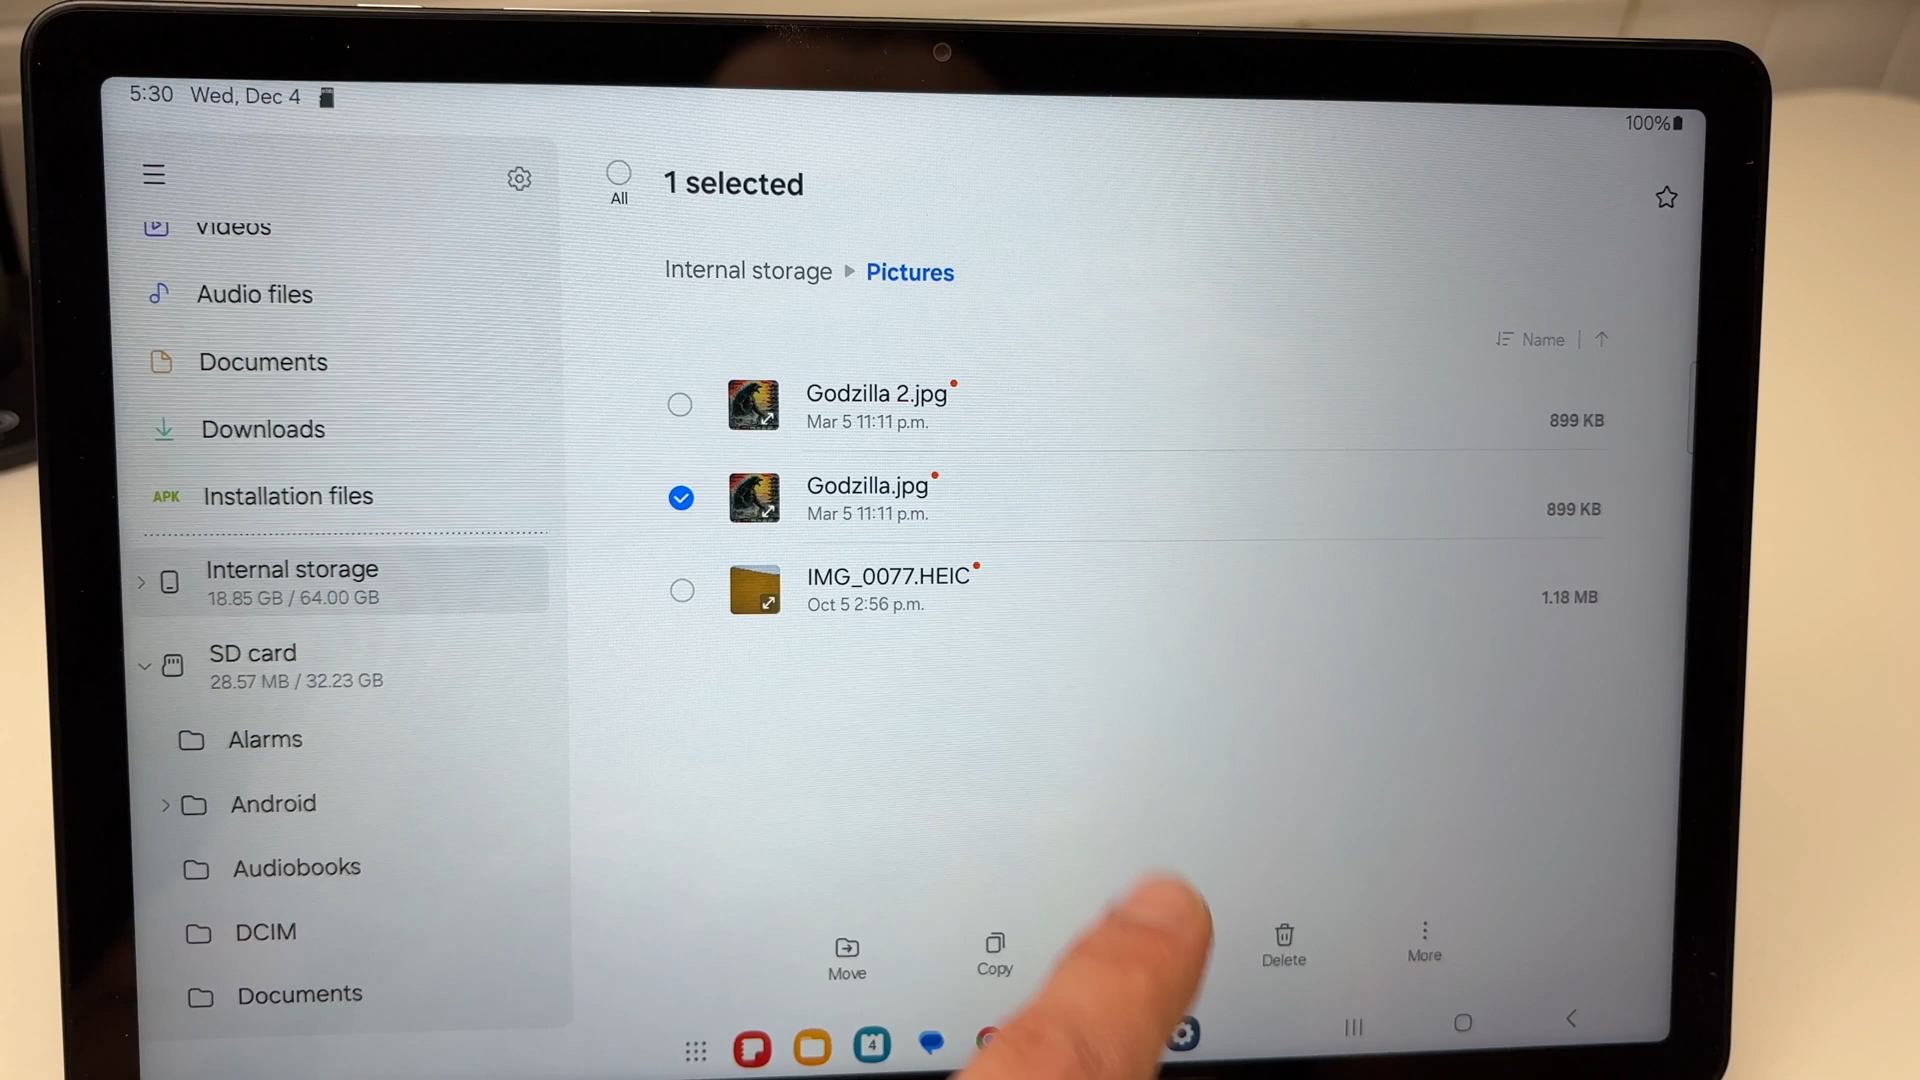 5:30 Wed, Dec 4
100%
All
1 selected
Videos
Audio files
Documents
Downloads
APK Installation files
Internal storage
18.85 GB / 64.00 GB
SD card
28.57 MB / 32.23 GB
Alarms
Android
Audiobooks
DCIM
Documents
Internal storage Pictures
Name
Godzilla 2.jpg
Mar 5 11:11 p.m.
899 KB
Godzilla.jpg
Mar 5 11:11 p.m.
899 KB
IMG_0077.HEIC
Oct 5 2:56 p.m.
1.18 MB
Move
Copy
Delete
More
4